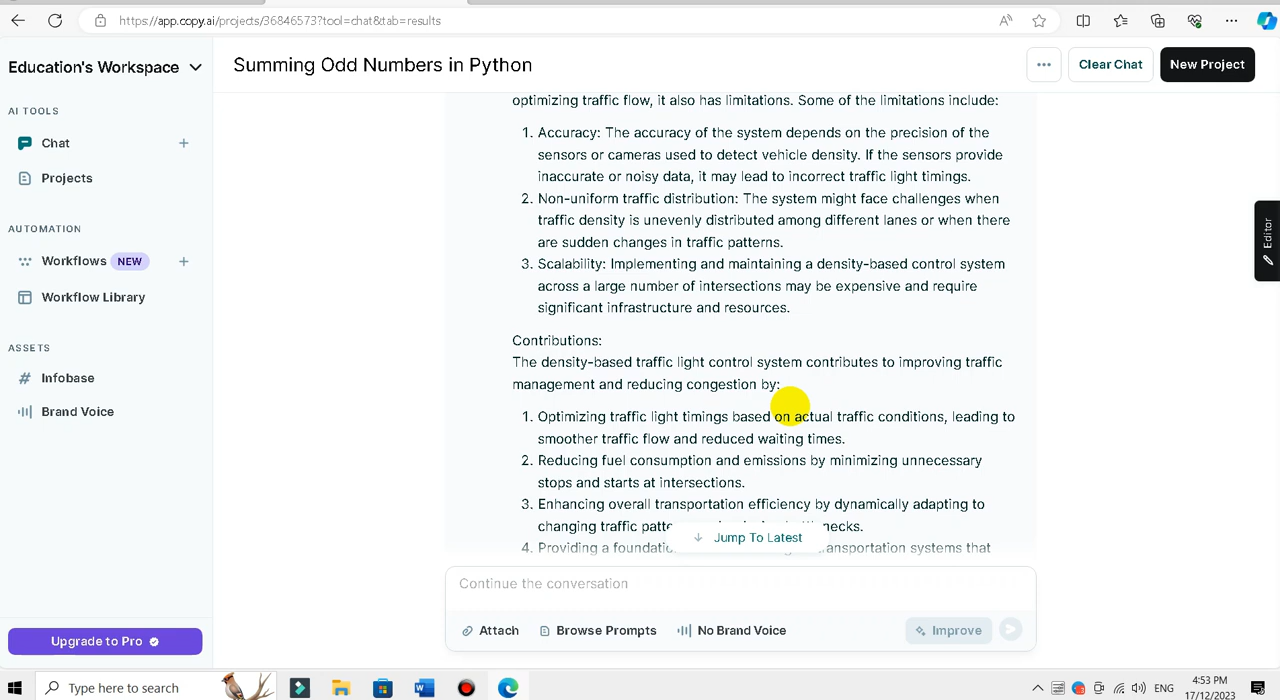 https://app.copy.ai/projects/36846573?tool=chat&tab=results
Education's Workspace
Summing Odd Numbers in Python
Clear Chat
New Project
AI TOOLS
Chat
Projects
AUTOMATION
Workflows NEW
Workflow Library
ASSETS
Infobase
Brand Voice
Upgrade to Pro
optimizing traffic flow, it also has limitations. Some of the limitations include:
1. Accuracy: The accuracy of the system depends on the precision of the
sensors or cameras used to detect vehicle density. If the sensors provide
inaccurate or noisy data, it may lead to incorrect traffic light timings.
2. Non-uniform traffic distribution: The system might face challenges when
traffic density is unevenly distributed among different lanes or when there
are sudden changes in traffic patterns.
3. Scalability: Implementing and maintaining a density-based control system
across a large number of intersections may be expensive and require
significant infrastructure and resources.
Contributions:
The density-based traffic light control system contributes to improving traffic
management and reducing congestion by:
1. Optimizing traffic light timings based on actual traffic conditions, leading to
smoother traffic flow and reduced waiting times.
2. Reducing fuel consumption and emissions by minimizing unnecessary
stops and starts at intersections.
3. Enhancing overall transportation efficiency by dynamically adapting to
changing traffic
Jump To Latest
4. Providing a transportation systems that
Editor
Continue the conversation
Attach
Browse Prompts
No Brand Voice
Improve
Type here to search
ENG
4:53 PM
17/12/2023